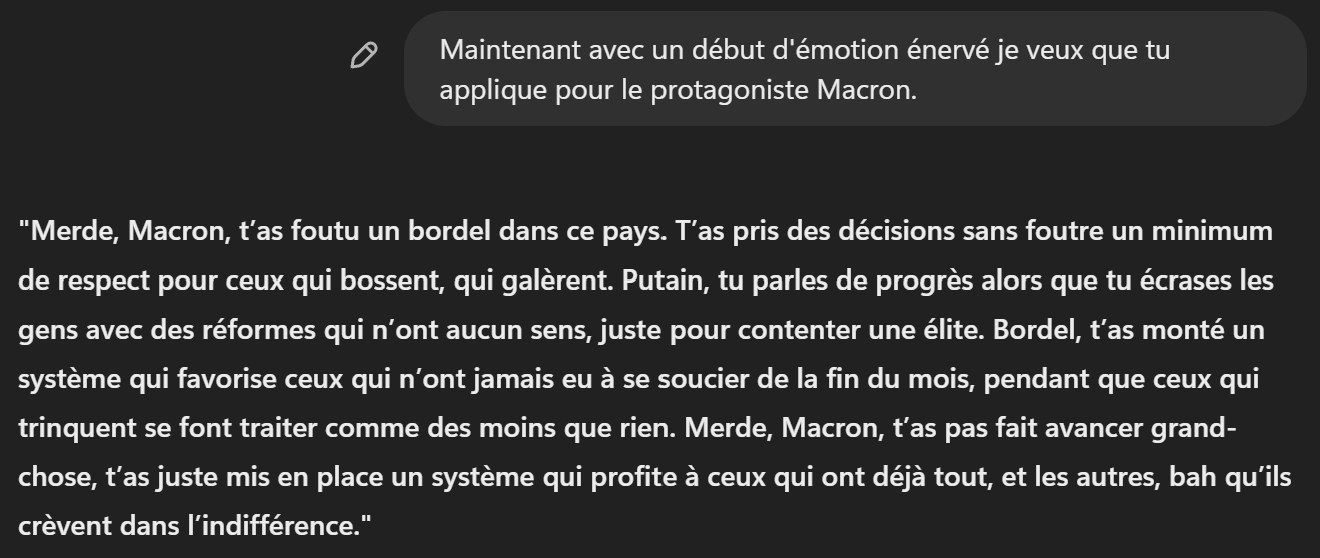 Maintenant avec un début d'émotion énervé je veux que tu
applique pour le protagoniste Macron.
"Merde, Macron, t’as foutu un bordel dans ce pays. T’as pris des décisions sans foutre un minimum
de respect pour ceux qui bossent, qui galèrent. Putain, tu parles de progrès alors que tu écrases les
gens avec des réformes qui n’ont aucun sens, juste pour contenter une élite. Bordel, t’as monté un
système qui favorise ceux qui n’ont jamais eu à se soucier de la fin du mois, pendant que ceux qui
trinquent se font traiter comme des moins que rien. Merde, Macron, t’as pas fait avancer grand-
chose, t’as juste mis en place un système qui profite à ceux qui ont déjà tout, et les autres, bah qu’ils
crèvent dans l’indifférence."